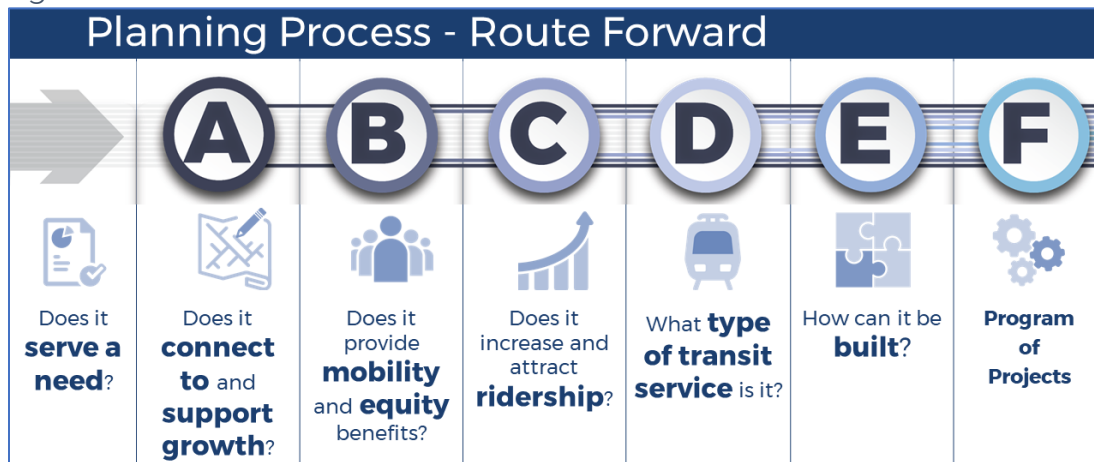 Planning Process - Route Forward
A
B
C
D
E
F
Does it
serve a
need?
Does it
connect
to and
support
growth?
Does it
provide
mobility
and equity
benefits?
Does it
increase and
attract
ridership?
What type
of transit
service is it?
How can it be
built?
Program
of
Projects